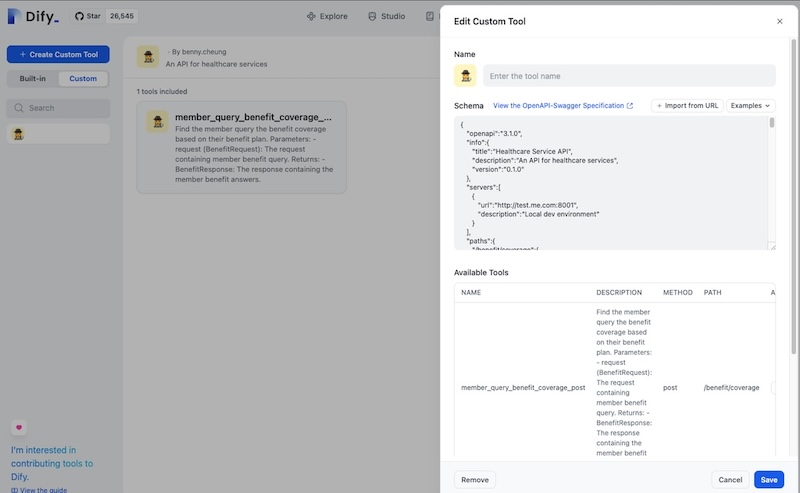 Dify_
Star
26,545
Explore
Studio
+ Create Custom Tool
Built-in
Custom
Search
I'm interested in
contributing tools to
Dify.
View the guide
· By benny.cheung
An API for healthcare services
1 tools included
member_query_benefit_coverage_...
Find the member query the benefit coverage
based on their benefit plan. Parameters: -
request (BenefitRequest): The request
containing member benefit query. Returns: -
BenefitResponse: The response containing the
member benefit answers.
Edit Custom Tool
Name
Enter the tool name
Schema
View the OpenAPI-Swagger Specification
+ Import from URL
Examples
{
"openapi":"3.1.0",
"info":{
"title":"Healthcare Service API",
"description":"An API for healthcare services",
"version":"0.1.0"
},
"servers":[
{
"url":"http://test.me.com:8001",
"description":"Local dev environment"
}
],
"paths":{
"/benefit/coverage":{
Available Tools
NAME
DESCRIPTION
METHOD
PATH
A
member_query_benefit_coverage_post
Find the member
query the benefit
coverage based
on their benefit
plan. Parameters:
- request
(BenefitRequest):
The request
containing
member benefit
query. Returns: -
BenefitResponse:
The response
containing the
member benefit
post
/benefit/coverage
Remove
Cancel
Save